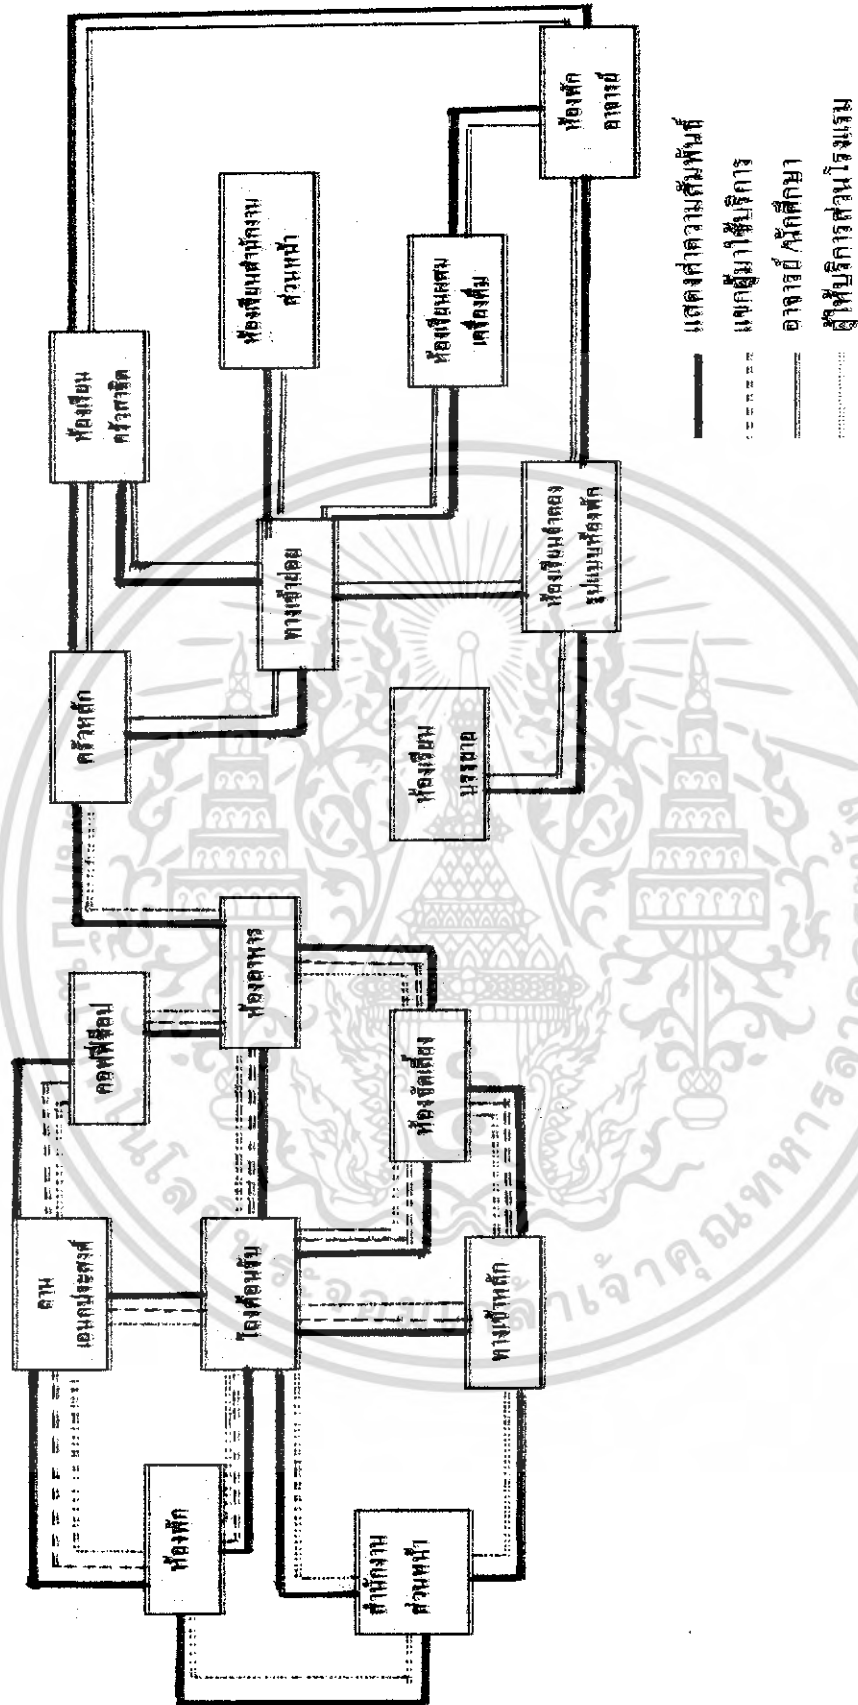 ห้องพัก
ลาน
เอนกประสงค์
คอฟฟี่ช็อป
ครัวหลัก
ห้องเรียน
ครัวสาธิต
สำนักงาน
ส่วนหน้า
โถงต้อนรับ
ห้องอาหาร
ทางเข้าย่อย
ห้องเรียนสำนักงาน
ส่วนหน้า
ทางเข้าหลัก
ห้องจัดเลี้ยง
ห้องเรียน
บรรยาย
ห้องเรียนจำลอง
รูปแบบห้องพัก
ห้องเรียนผสม
เครื่องดื่ม
ห้องพัก
อาจารย์
แสดงค่าความสัมพันธ์
แขกผู้มาใช้บริการ
อาจารย์/นักศึกษา
ผู้ให้บริการส่วนโรงแรม